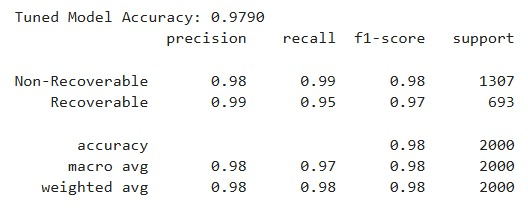 Tuned Model Accuracy: 0.9790
precision recall f1-score support
Non-Recoverable 0.98 0.99 0.98 1307
Recoverable 0.99 0.95 0.97 693
accuracy 0.98 2000
macro avg 0.98 0.97 0.98 2000
weighted avg 0.98 0.98 0.98 2000